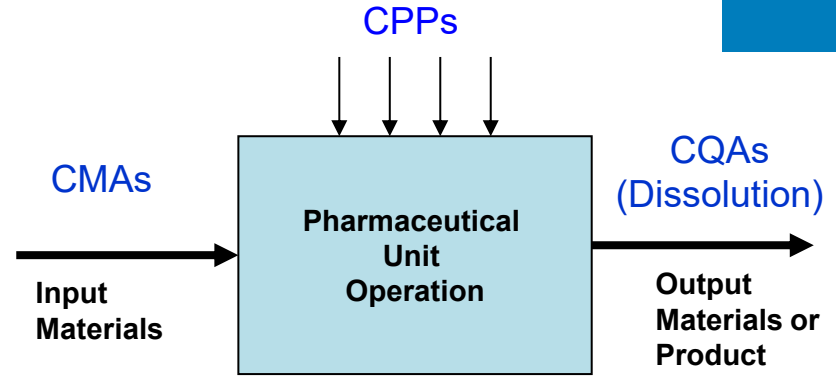 CPPs
CMAs
Input
Materials
Pharmaceutical
Unit
Operation
CQAs
(Dissolution)
Output
Materials or
Product